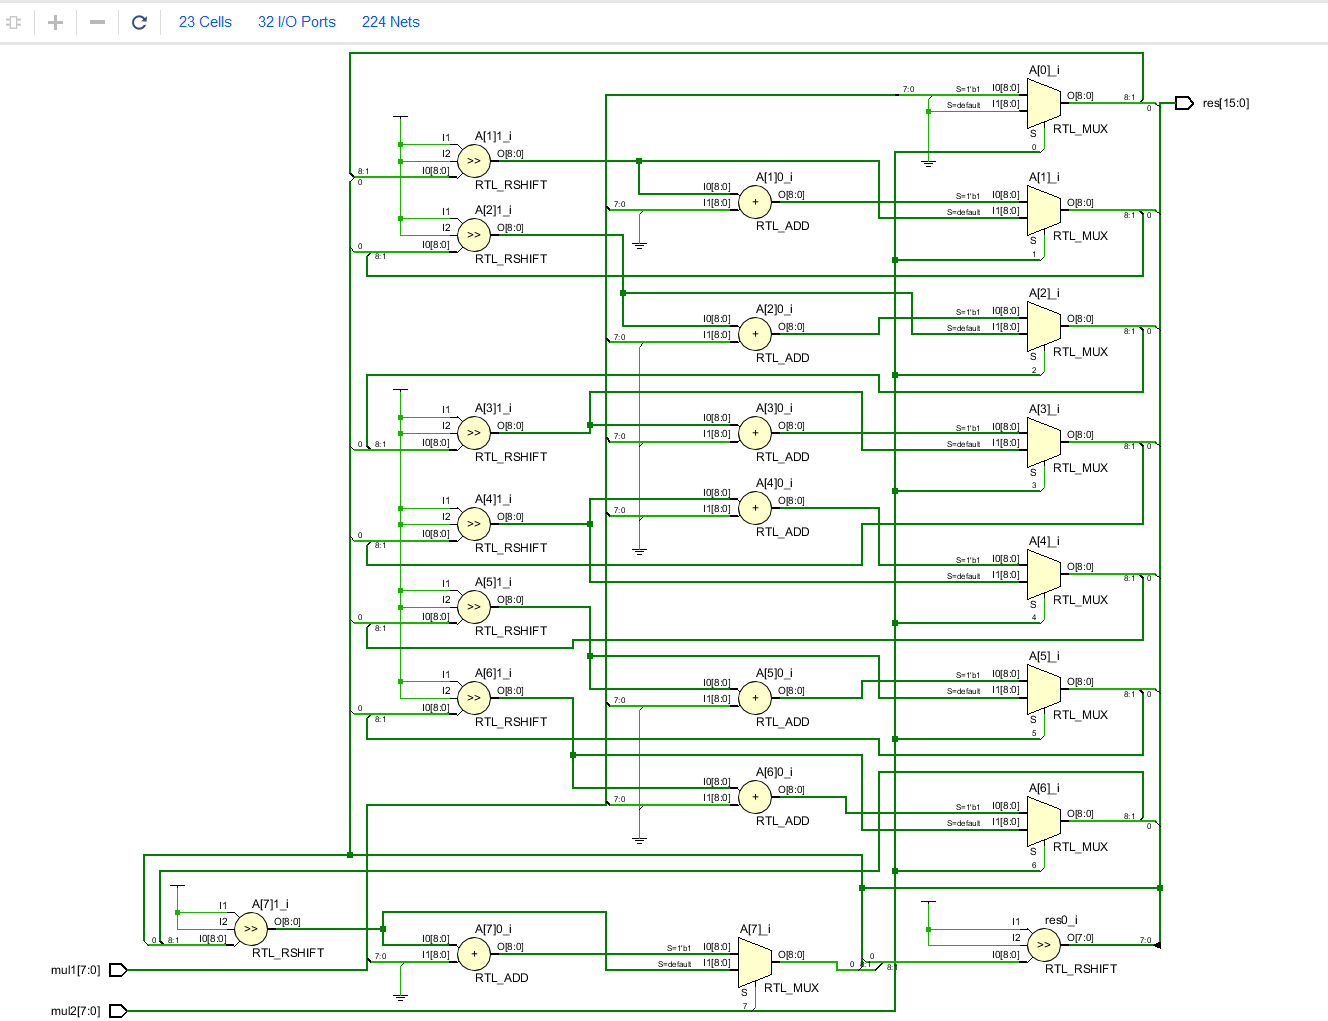 23 Cells 32 I/O Ports 224 Nets
A[0]_i
7:0 S=1'b1 I0[8:0] O[8:0] 8:1
S=default I1[8:0] 0 res[15:0]
S RTL_MUX
0
A[1]1_i
I1
I2 O[8:0]
8:1 I0[8:0]
0
RTL_RSHIFT
A[1]0_i
I0[8:0] O[8:0]
7:0 I1[8:0] +
RTL_ADD
A[1]_i
S=1'b1 I0[8:0] O[8:0]
S=default I1[8:0] 8:1 0
S RTL_MUX
1
A[2]1_i
I1
I2 >> O[8:0]
0 I0[8:0]
8:1
RTL_RSHIFT
A[2]0_i
I0[8:0] O[8:0]
7:0 I1[8:0] +
RTL_ADD
A[2]_i
S=1'b1 I0[8:0] O[8:0]
S=default I1[8:0] 8:1 0
S RTL_MUX
2
A[3]1_i
I1
I2 >> O[8:0]
0 8:1 I0[8:0]
RTL_RSHIFT
A[3]0_i
I0[8:0] O[8:0]
7:0 I1[8:0] +
RTL_ADD
A[3]_i
S=1'b1 I0[8:0] O[8:0]
S=default I1[8:0] 8:1 0
S RTL_MUX
3
A[4]1_i
I1
I2 >> O[8:0]
0 I0[8:0]
8:1
RTL_RSHIFT
A[4]0_i
I0[8:0] O[8:0]
7:0 I1[8:0] +
RTL_ADD
A[4]_i
S=1'b1 I0[8:0] O[8:0]
S=default I1[8:0] 8:1 0
S RTL_MUX
4
A[5]1_i
I1
I2 >> O[8:0]
0 I0[8:0]
8:1
RTL_RSHIFT
A[5]0_i
I0[8:0] O[8:0]
7:0 I1[8:0] +
RTL_ADD
A[5]_i
S=1'b1 I0[8:0] O[8:0]
S=default I1[8:0] 8:1 0
S RTL_MUX
5
A[6]1_i
I1
I2 >> O[8:0]
0 I0[8:0]
8:1
RTL_RSHIFT
A[6]0_i
I0[8:0] O[8:0]
7:0 I1[8:0] +
RTL_ADD
A[6]_i
S=1'b1 I0[8:0] O[8:0] 8:1
S=default I1[8:0] 0
S RTL_MUX
6
A[7]1_i
I1
I2 >> O[8:0]
0 8:1 I0[8:0]
RTL_RSHIFT
A[7]0_i
I0[8:0] O[8:0]
7:0 I1[8:0] +
RTL_ADD
A[7]_i
S=1'b1 I0[8:0] O[8:0]
S=default I1[8:0] 0 8:1 0 8:1
S RTL_MUX
7
res0_i
I1
I2 >> O[7:0] 7:0
I0[8:0]
RTL_RSHIFT
mul1[7:0]
mul2[7:0]